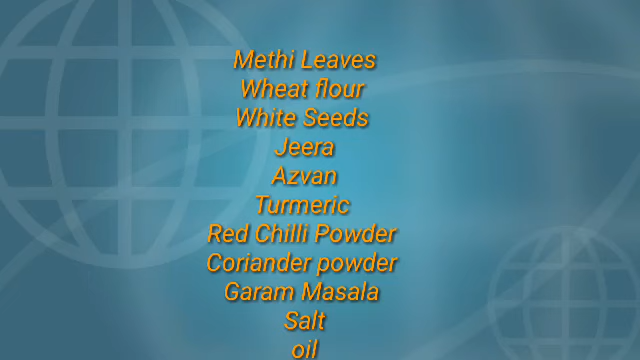 Methi Leaves
Wheat flour
White Seeds
Jeera
Azvan
Turmeric
Red Chilli Powder
Coriander powder
Garam Masala
Salt
oil